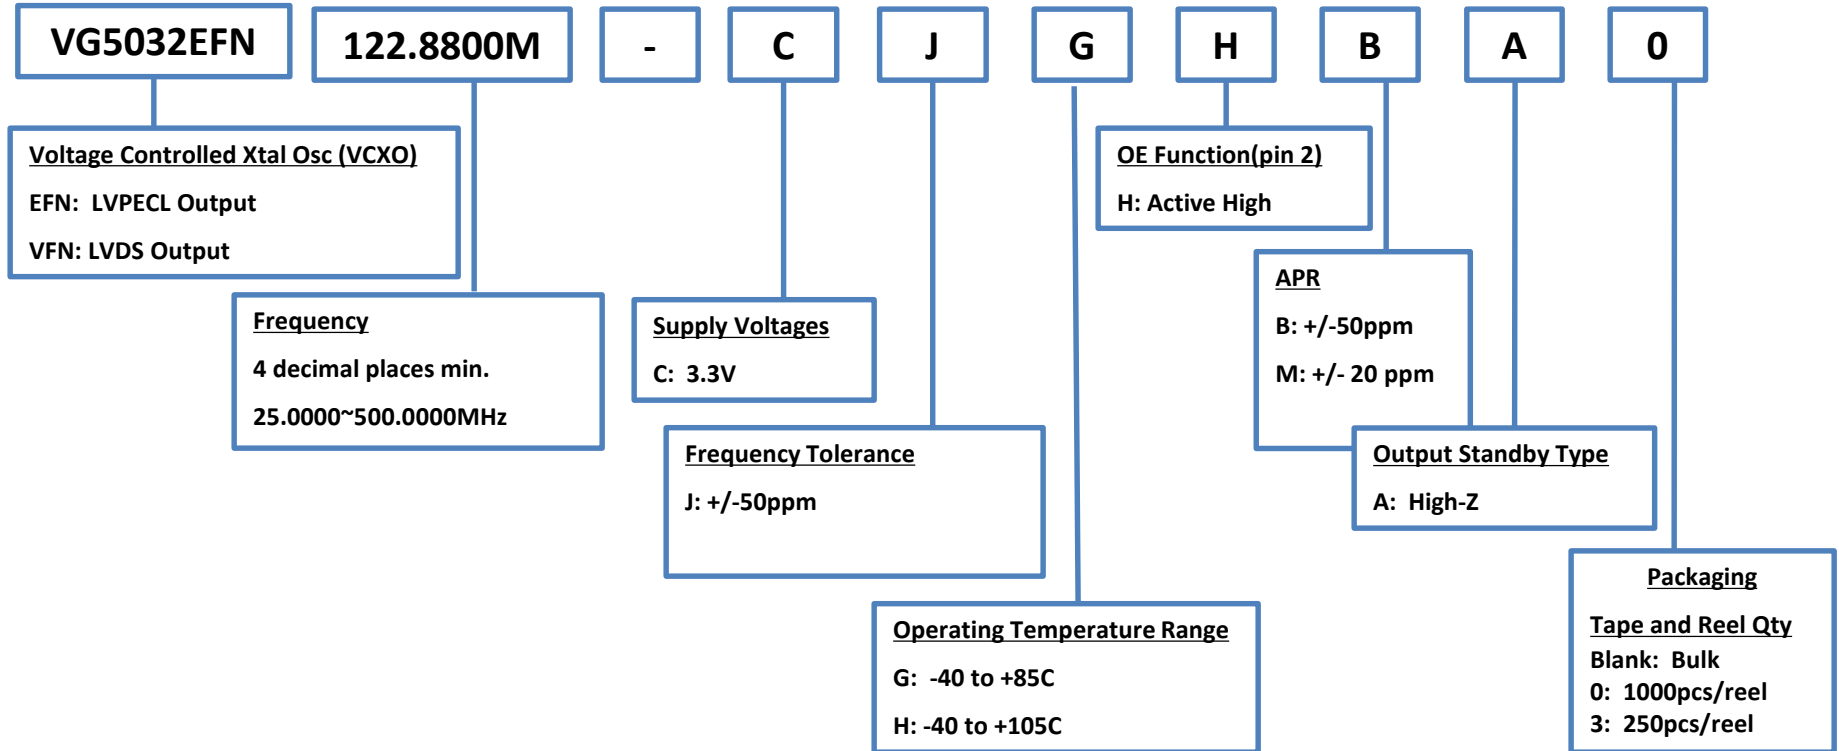 VG5032EFN 122.8800M - C J G H B A 0
Voltage Controlled Xtal Osc (VCXO)
EFN: LVPECL Output
VFN: LVDS Output
OE Function(pin 2)
H: Active High
Frequency
4 decimal places min.
25.0000~500.0000MHz
Supply Voltages
C: 3.3V
APR
B: +/-50ppm
M: +/- 20 ppm
Frequency Tolerance
J: +/-50ppm
Output Standby Type
A: High-Z
Operating Temperature Range
G: -40 to +85C
H: -40 to +105C
Packaging
Tape and Reel Qty
Blank: Bulk
0: 1000pcs/reel
3: 250pcs/reel